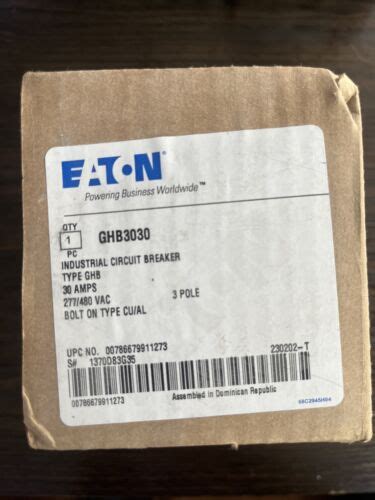 EATON
Powering Business Worldwide™
QTY
1 GHB3030
PC
INDUSTRIAL CIRCUIT BREAKER
TYPE GHB
30 AMPS
277/480 VAC 3 POLE
BOLT ON TYPE CU/AL
UPC NO. 00786679911273
S# 1370D83G35 230202-T
00786679911273 Assembled in Dominican Republic